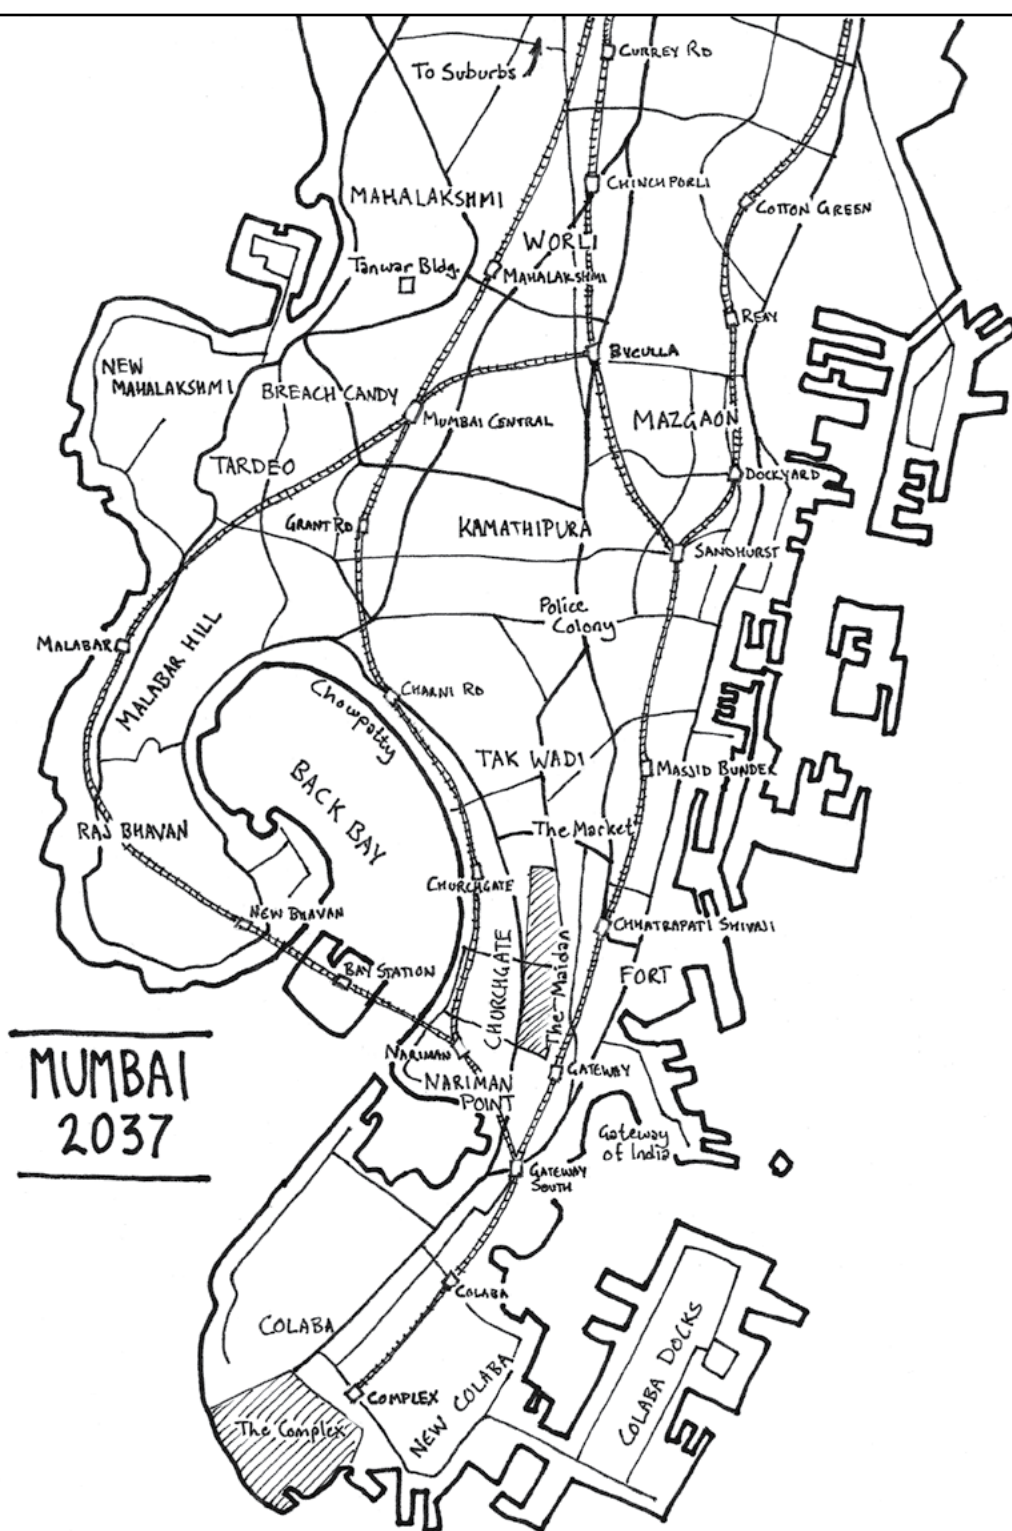 CURREY RD
To Suburbs
CHINCHPORLI
MAHALAKSHMI
COTTON GREEN
WORLI
Tanwar Bldg.
MAHALAKSHMI
REAY
BYCULLA
NEW
MAHALAKSHMI
BREACH CANDY
MUMBAI CENTRAL
MAZGAON
TARDEO
DOCKYARD
GRANT RD
KAMATHIPURA
SANDHURST
Police
Colony
MALABAR
MALABAR HILL
CHARNI RD
Chowpatty
TAK WADI
MASJID BUNDER
BACK BAY
RAJ BHAVAN
The Market
CHURCHGATE
NEW BHAVAN
CHHATRAPATI SHIVAJI
CHURCHGATE
The Maidan
BAY STATION
FORT
MUMBAI
2037
NARIMAN
NARIMAN
POINT
GATEWAY
Gateway
of India
GATEWAY
SOUTH
COLABA
COLABA
COLABA DOCKS
COMPLEX
NEW COLABA
The Complex